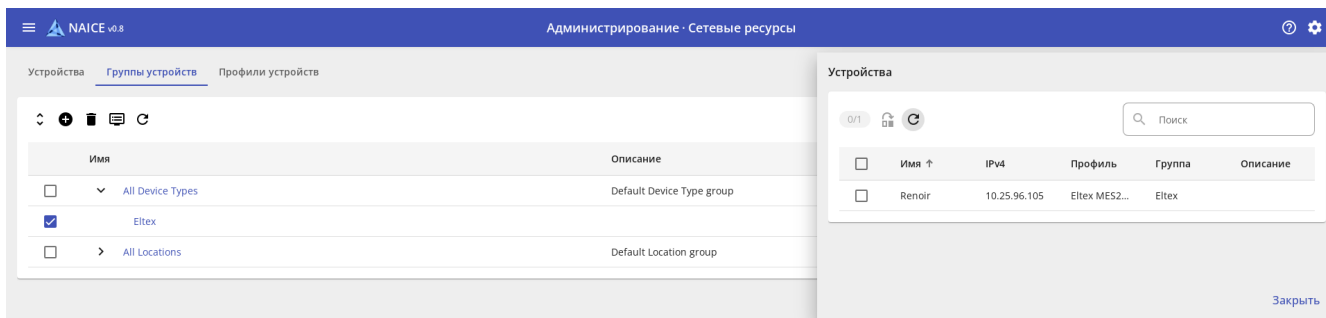 NAICE v0.8
Администрирование · Сетевые ресурсы
Устройства Группы устройств Профили устройств
Имя Описание
All Device Types Default Device Type group
Eltex
All Locations Default Location group
Устройства
0/1 Поиск
Имя ↑ IPv4 Профиль Группа Описание
Renoir 10.25.96.105 Eltex MES2... Eltex
Закрыть